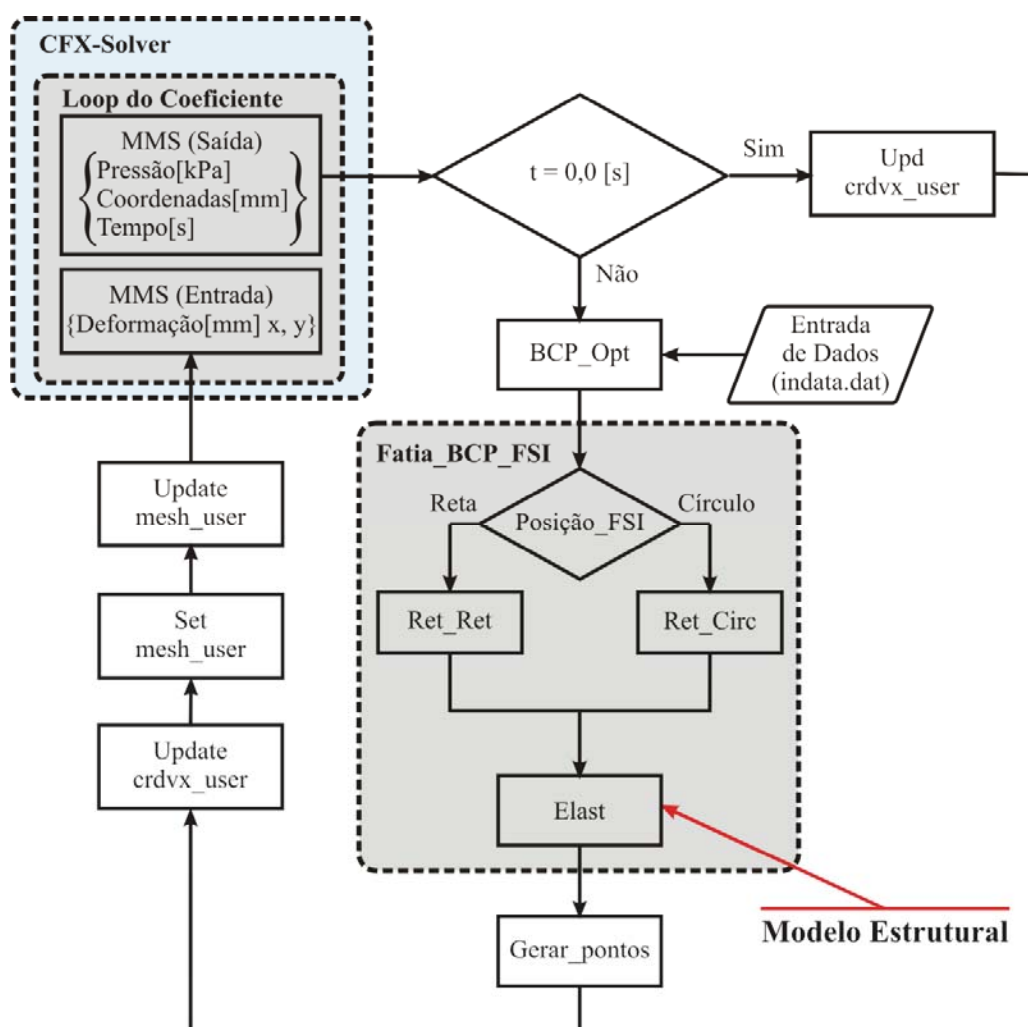 CFX-Solver
Loop do Coeficiente
MMS (Saída)
Pressão[kPa]
Coordenadas[mm]
Tempo[s]
MMS (Entrada)
{Deformação[mm] x, y}
t = 0,0 [s]
Sim
Upd
crdvx_user
Não
BCP_Opt
Entrada
de Dados
(indata.dat)
Fatia_BCP_FSI
Reta
Posição_FSI
Círculo
Ret_Ret
Ret_Circ
Elast
Modelo Estrutural
Gerar_pontos
Update
mesh_user
Set
mesh_user
Update
crdvx_user